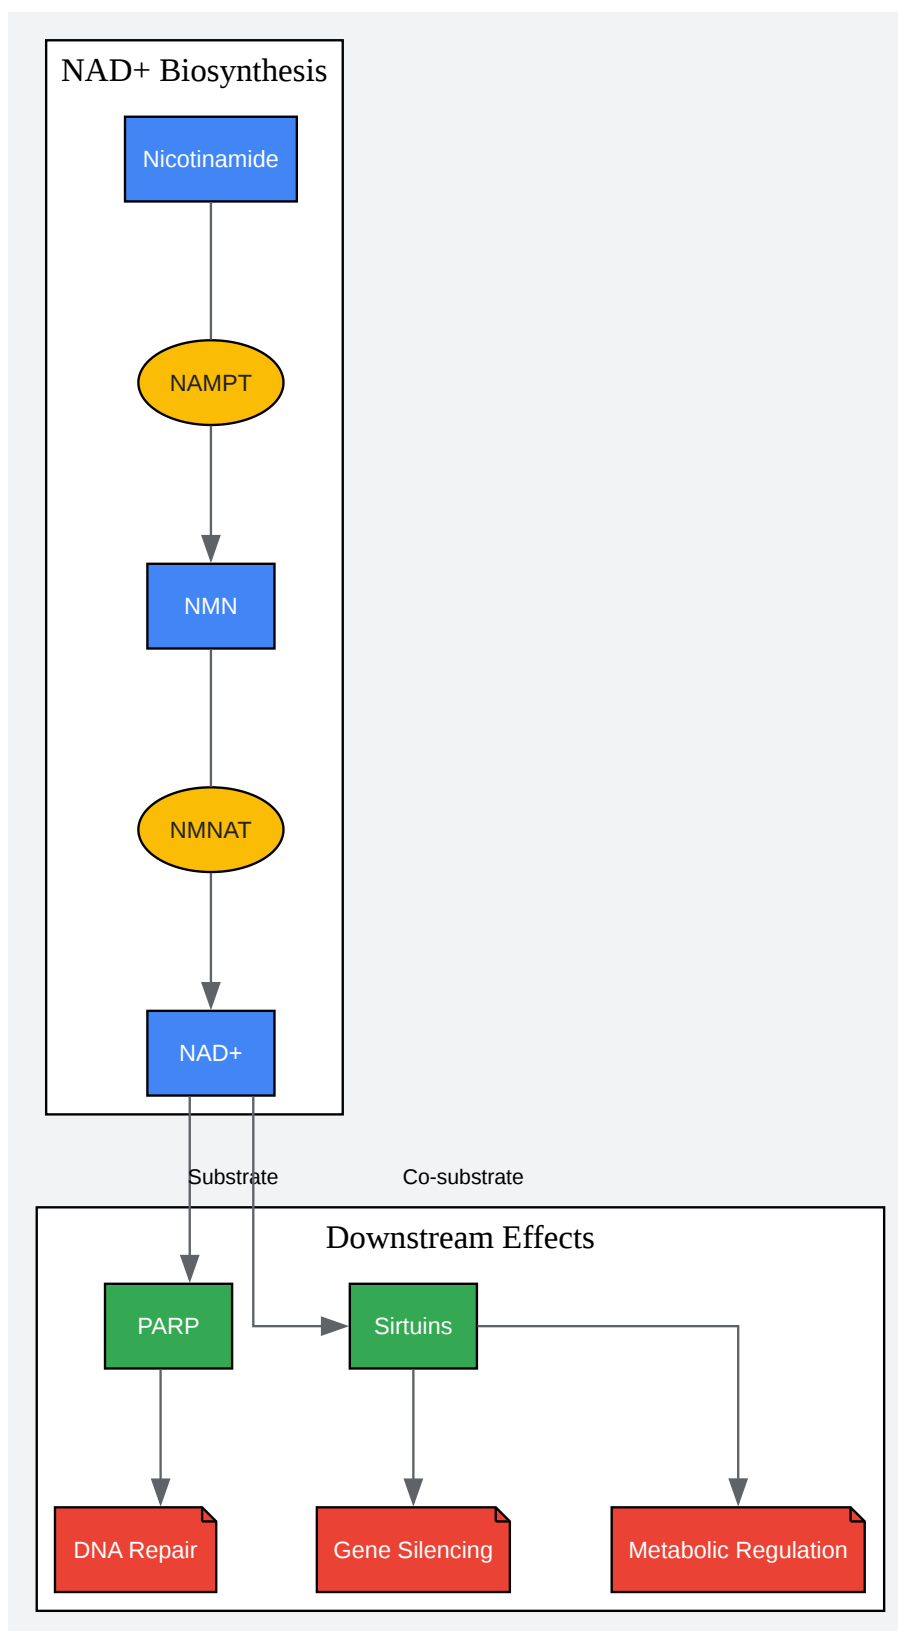 NAD+ Biosynthesis
Nicotinamide
NAMPT
NMN
NMNAT
NAD+
Substrate
Co-substrate
Downstream Effects
PARP
Sirtuins
DNA Repair
Gene Silencing
Metabolic Regulation